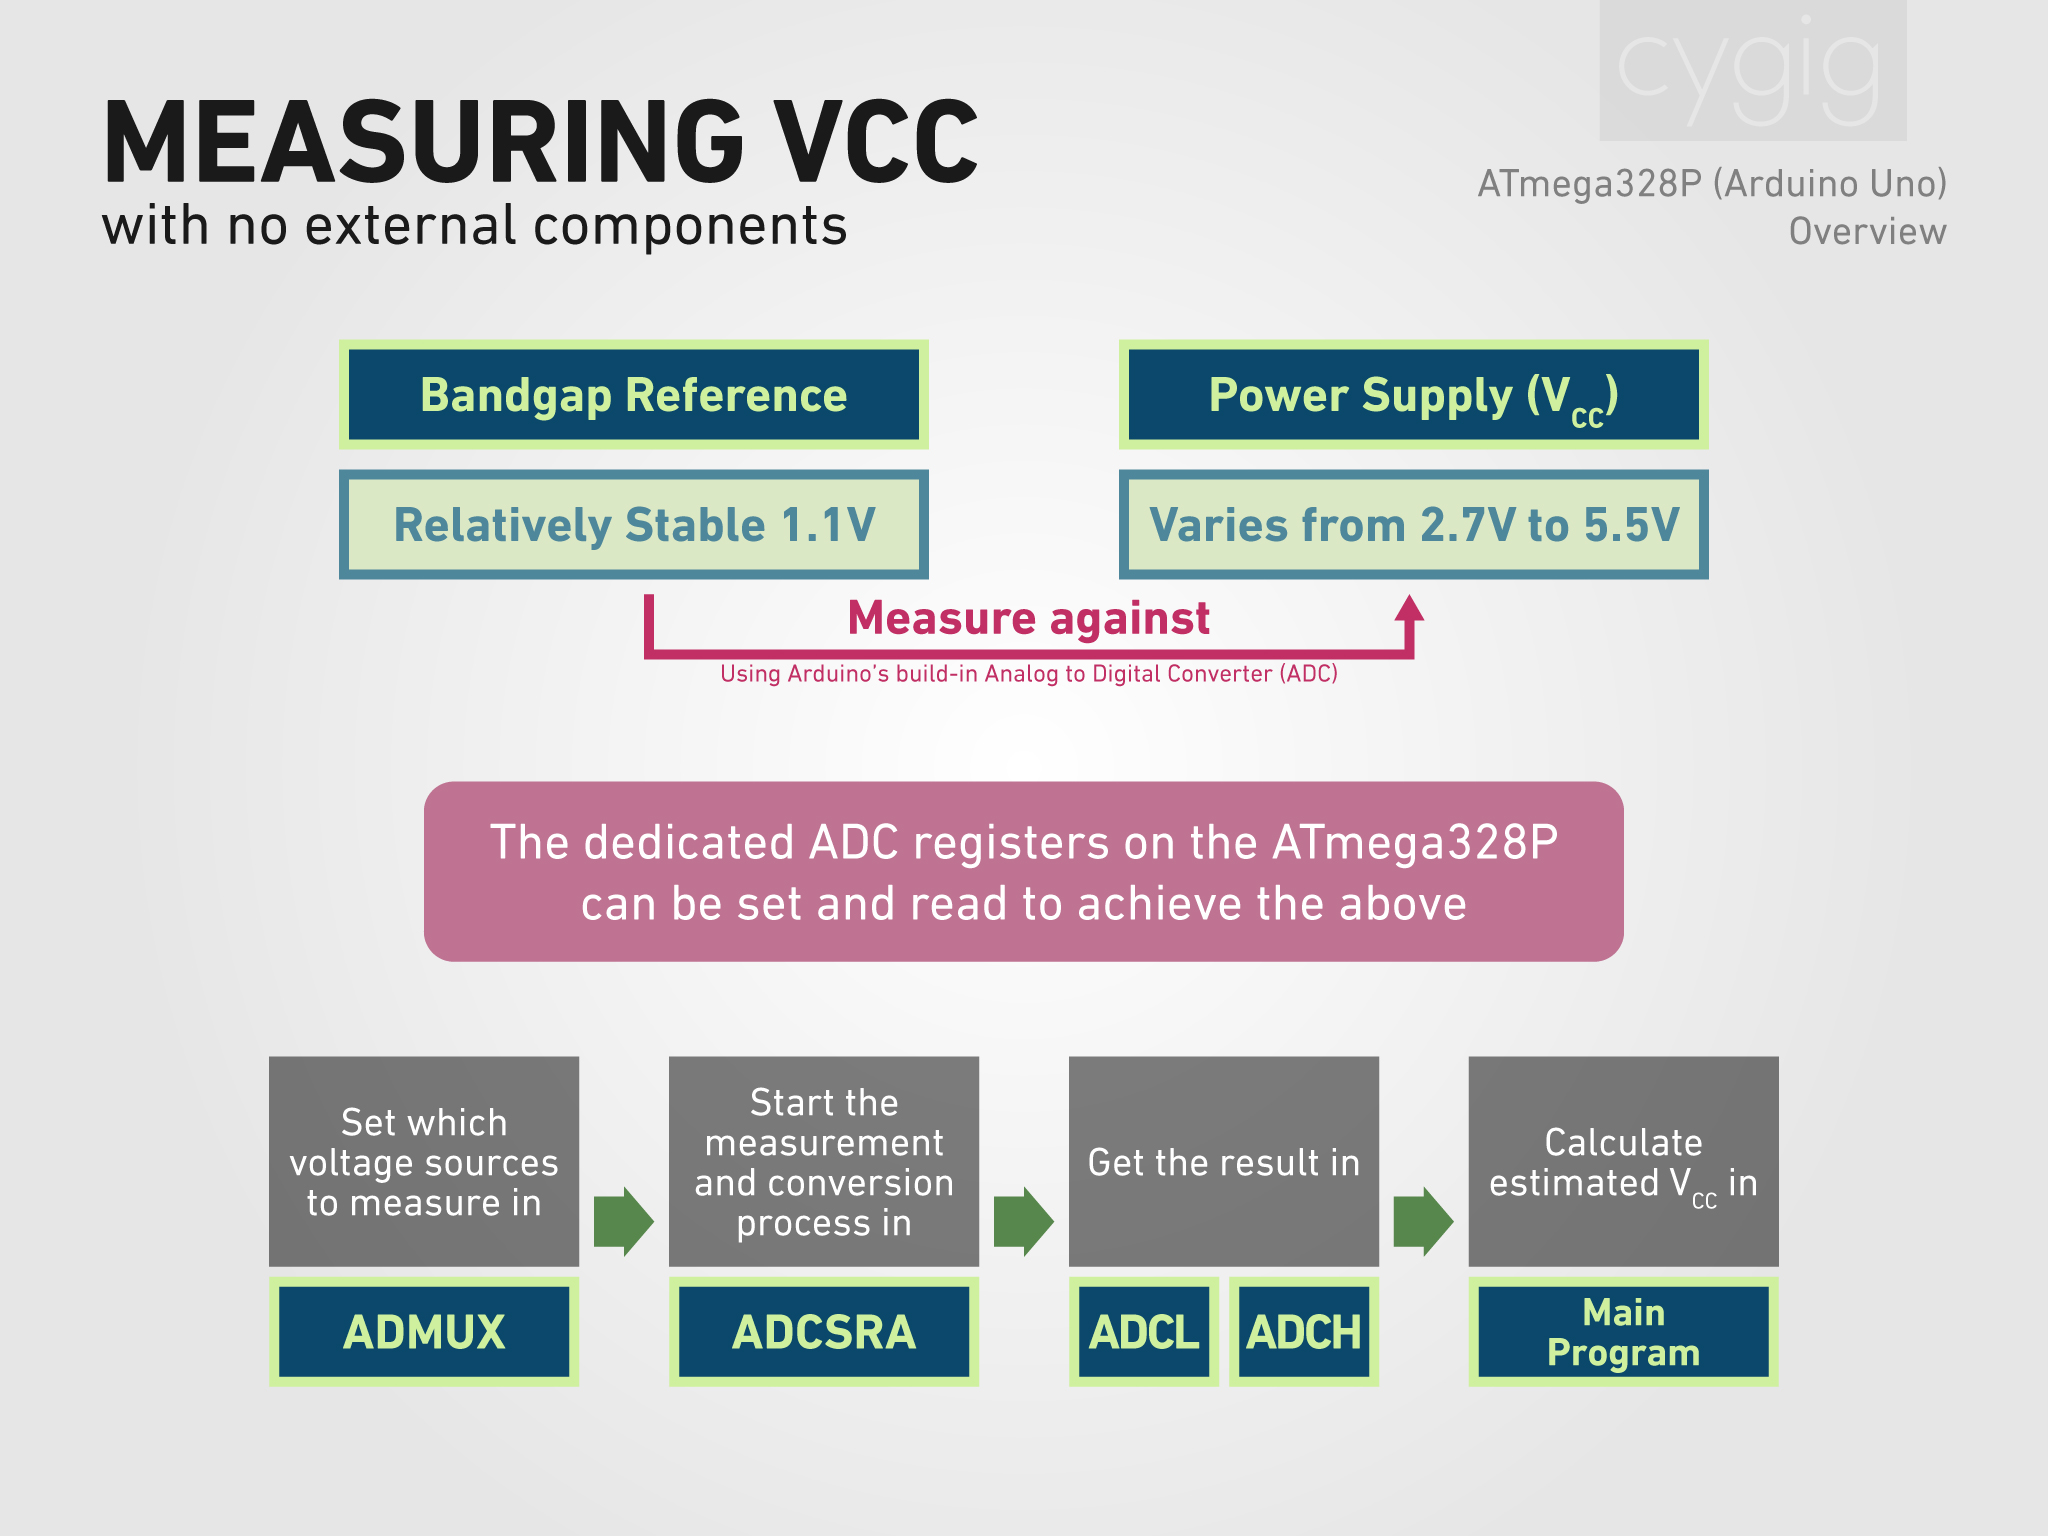 cygig
MEASURING VCC
with no external components
ATmega328P (Arduino Uno)
Overview
Bandgap Reference
Power Supply (VCC)
Relatively Stable 1.1V
Varies from 2.7V to 5.5V
Measure against
Using Arduino's build-in Analog to Digital Converter (ADC)
The dedicated ADC registers on the ATmega328P
can be set and read to achieve the above
Set which
voltage sources
to measure in
ADMUX
Start the
measurement
and conversion
process in
ADCSRA
Get the result in
ADCL
ADCH
Calculate
estimated VCC in
Main
Program